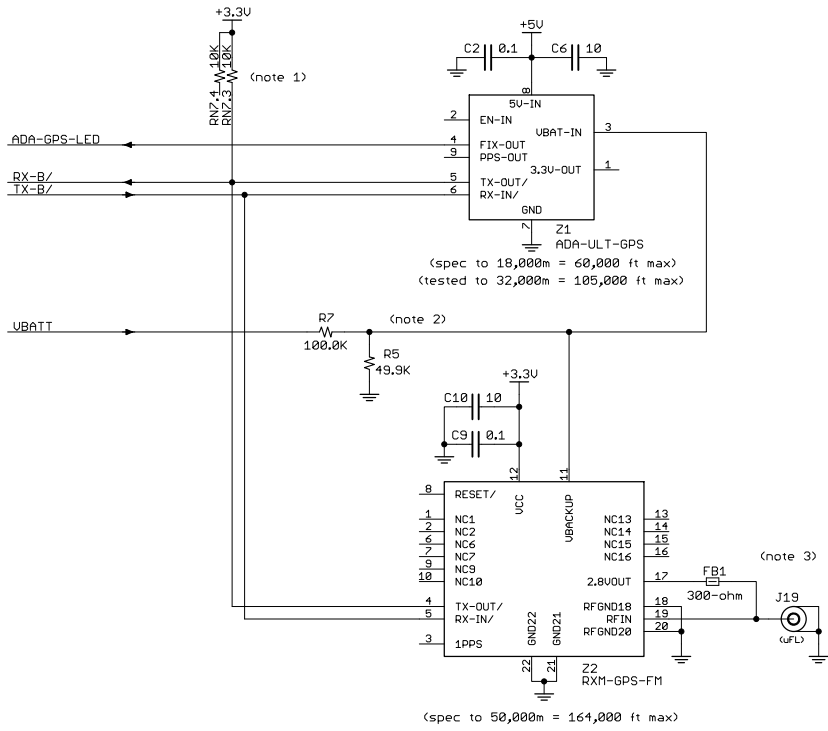 +3.3V
10K
10K
RN7.4
RN7.3
(note 1)
+5V
C2 0.1
C6 10
8
5V-IN
2 EN-IN
VBAT-IN 3
ADA-GPS-LED
4 FIX-OUT
9 PPS-OUT
3.3V-OUT 1
RX-B/
5 TX-OUT/
TX-B/
6 RX-IN/
GND
7
Z1
ADA-ULT-GPS
(spec to 18,000m = 60,000 ft max)
(tested to 32,000m = 105,000 ft max)
VBATT
R7
100.0K
(note 2)
R5
49.9K
+3.3V
C10 10
C9 0.1
12
11
VCC
VBACKUP
8 RESET/
1 NC1
2 NC2
6 NC6
7 NC7
9 NC9
10 NC10
NC13 13
NC14 14
NC15 15
NC16 16
(note 3)
2.8VOUT 17
FB1
300-ohm
4 TX-OUT/
5 RX-IN/
3 1PPS
RFGND18 18
RFIN 19
RFGND20 20
J19
(uFL)
GND22
GND21
22
21
Z2
RXM-GPS-FM
(spec to 50,000m = 164,000 ft max)